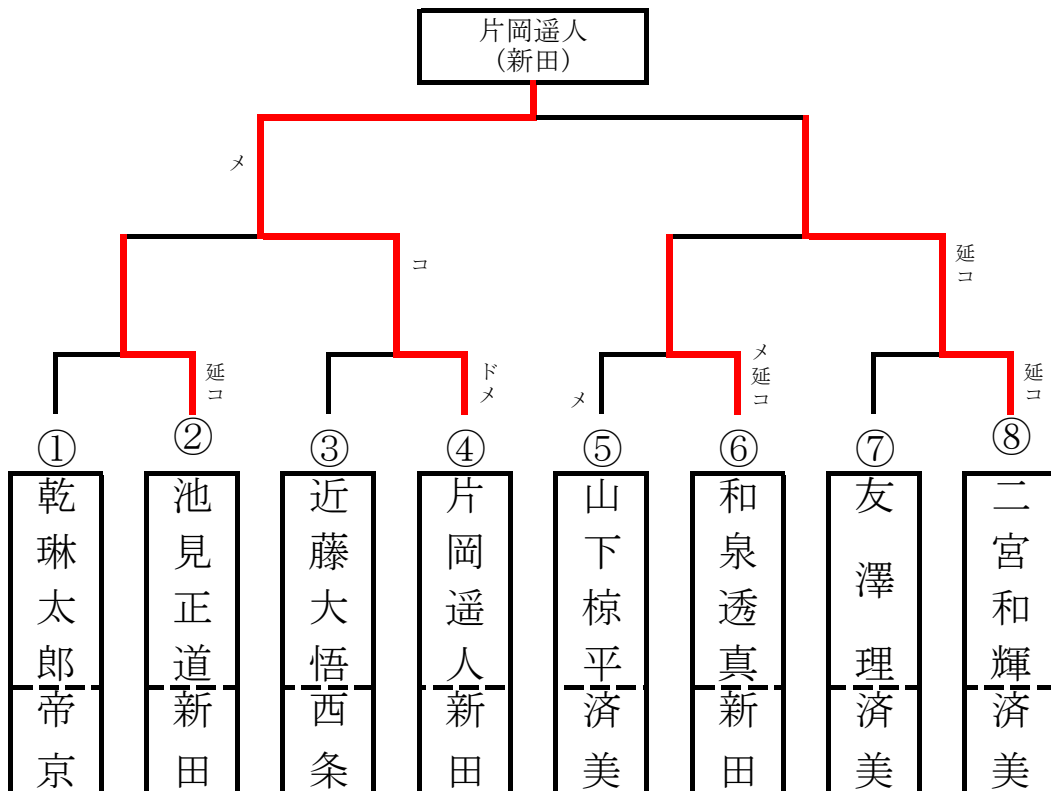 片岡遥人
(新田)
メ
コ
延コ
延コ
ドメ
メ
メ延コ
延コ
①
②
③
④
⑤
⑥
⑦
⑧
乾琳太郎
帝京
池見正道
新田
近藤大悟
西条
片岡遥人
新田
山下椋平
済美
和泉透真
新田
友澤理
済美
二宮和輝
済美